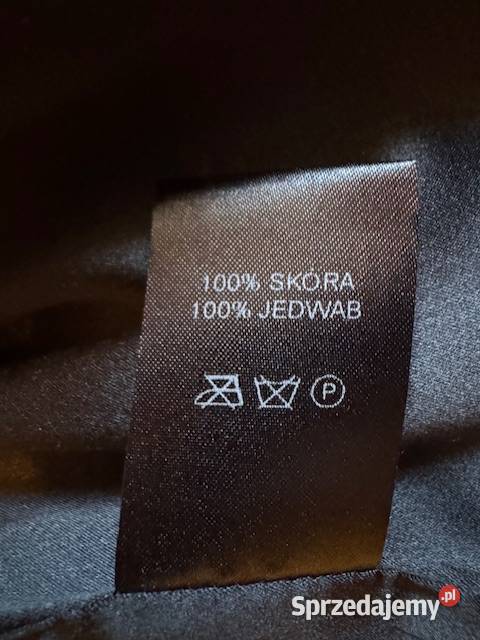 100% SKÓRA
100% JEDWAB
P
Sprzedajemy.pl